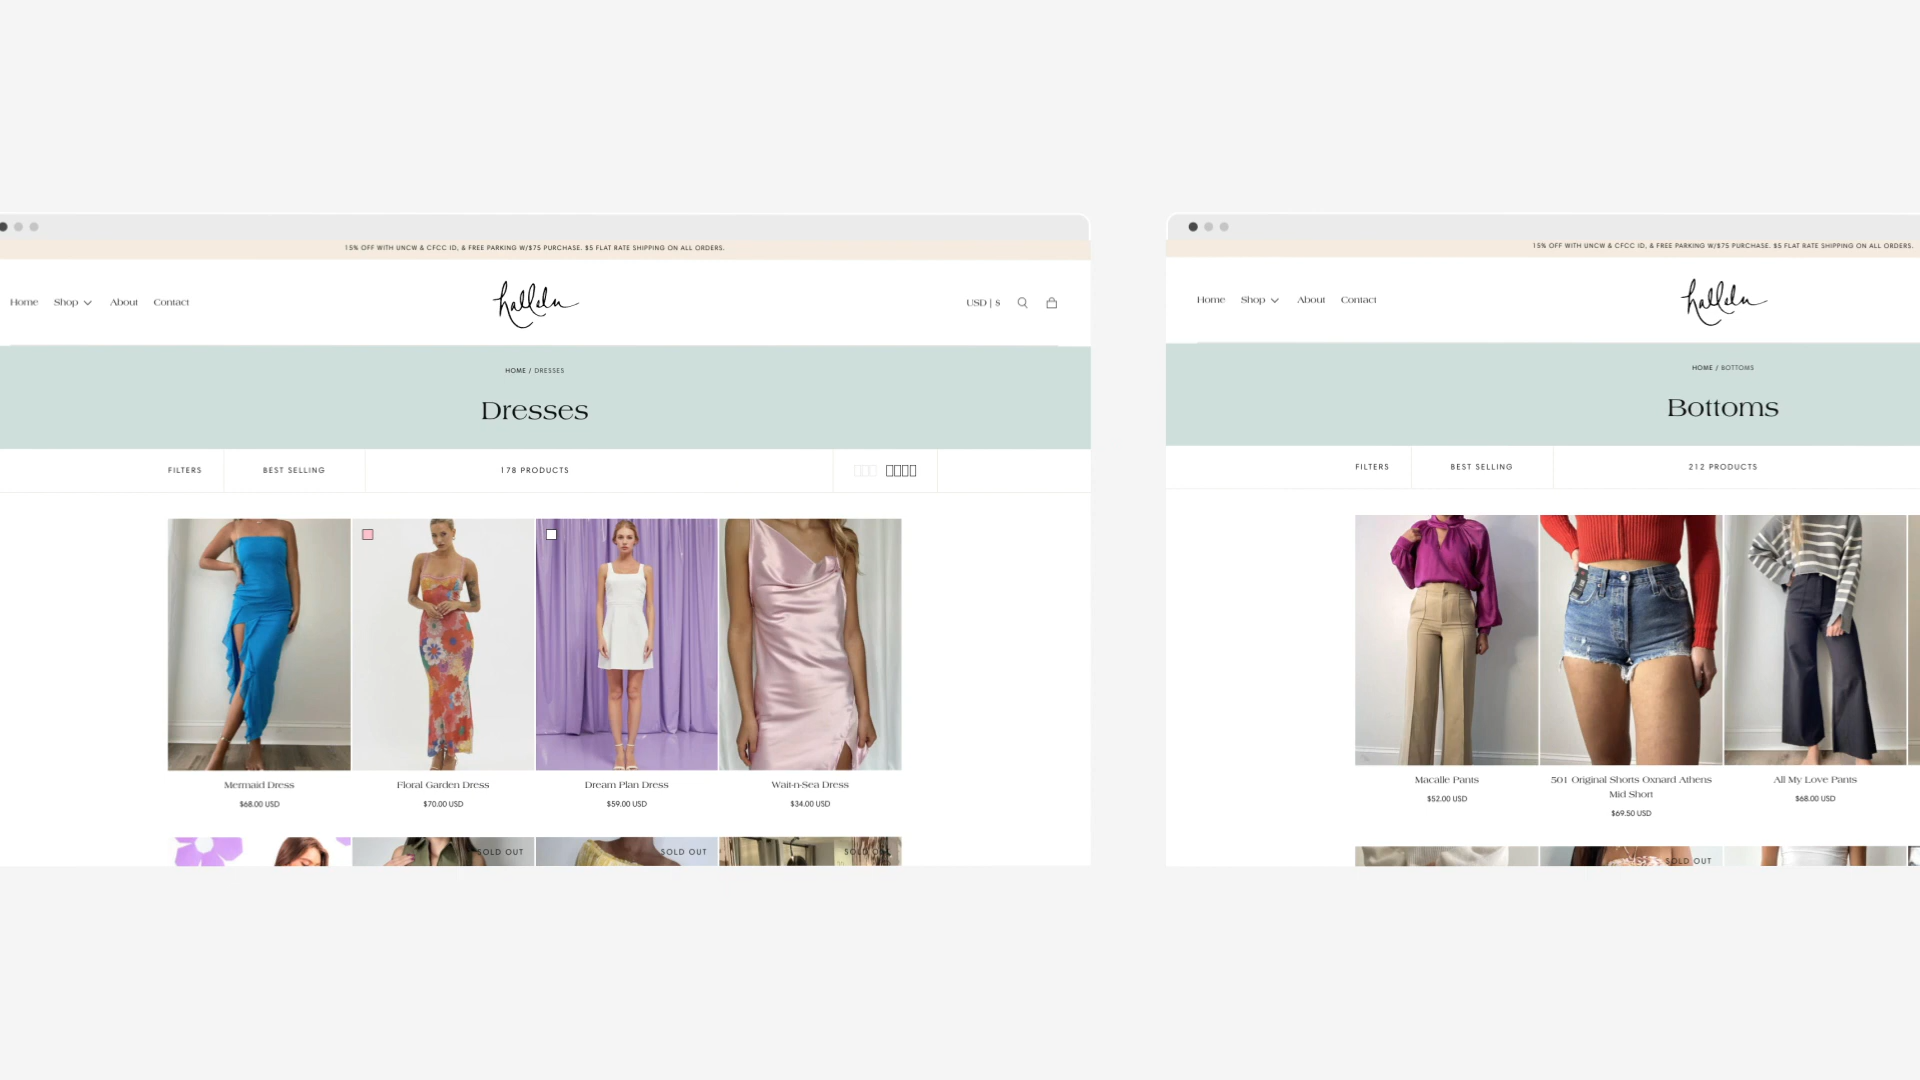 15% OFF WITH UNCW & CFCC ID, & FREE PARKING W/$75 PURCHASE. $5 FLAT RATE SHIPPING ON ALL ORDERS.
Home Shop About Contact
hallelu
USD | $
HOME / DRESSES
Dresses
FILTERS
BEST SELLING
178 PRODUCTS
Mermaid Dress
$68.00 USD
Floral Garden Dress
$70.00 USD
Dream Plan Dress
$59.00 USD
Wait-n-Sea Dress
$34.00 USD
SOLD OUT
SOLD OUT
SOLD OUT
15% OFF WITH UNCW & CFCC ID, & FREE PARKING W/$75 PURCHASE. $5 FLAT RATE SHIPPING ON ALL ORDERS.
Home Shop About Contact
hallelu
HOME / BOTTOMS
Bottoms
FILTERS
BEST SELLING
212 PRODUCTS
Macalle Pants
$52.00 USD
501 Original Shorts Oxnard Athens
Mid Short
$69.50 USD
All My Love Pants
$68.00 USD
SOLD OUT